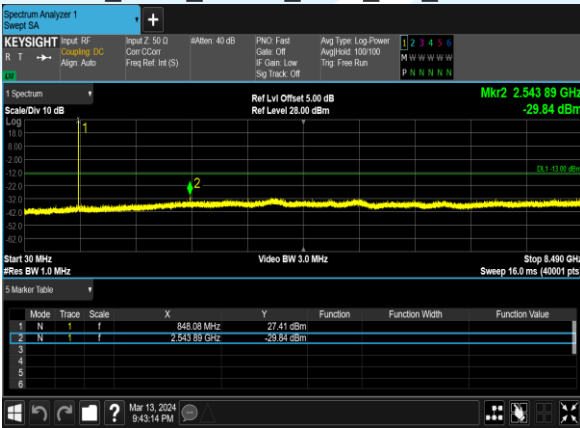 Spectrum Analyzer 1
Swept SA
+
KEYSIGHT Input: RF Input Z: 50 Ω #Atten: 40 dB PNO: Fast Avg Type: Log-Power 1 2 3 4 5 6
R T Coupling: DC Corr CCorr Gate: Off Avg|Hold: 100/100 M W W W W W
Align: Auto Freq Ref: Int (S) IF Gain: Low Trig: Free Run
LV Sig Track: Off P N N N N N
1 Spectrum Ref Lvl Offset 5.00 dB Mkr2 2.543 89 GHz
Scale/Div 10 dB Ref Level 28.00 dBm -29.84 dBm
Log
18.0
1
8.00
-2.00
-12.0
DL1 -13.00 dBm
-22.0
2
-32.0
-42.0
-52.0
-62.0
Start 30 MHz Video BW 3.0 MHz Stop 8.490 GHz
#Res BW 1.0 MHz Sweep 16.0 ms (40001 pts
5 Marker Table
Mode Trace Scale X Y Function Function Width Function Value
1 N 1 f 848.08 MHz 27.41 dBm
2 N 1 f 2.543 89 GHz -29.84 dBm
3
4
5
6
? Mar 13, 2024
9:43:14 PM